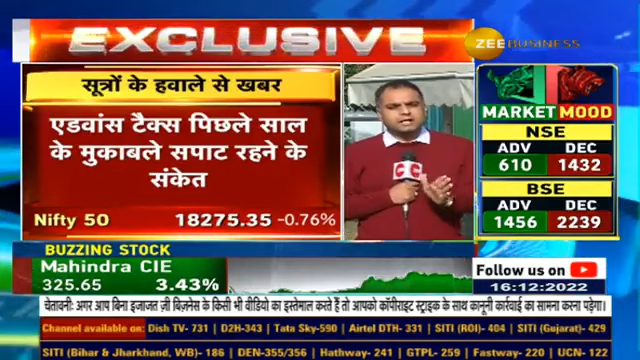 EXCLUSIVE
ZEE BUSINESS
सूत्रों के हवाले से खबर
एडवांस टैक्स पिछले साल
के मुकाबले सपाट रहने के
संकेत
Nifty 50 18275.35 -0.76%
MARKET MOOD
NSE
ADV DEC
610 1432
BSE
ADV DEC
1456 2239
BUZZING STOCK
Mahindra CIE
325.65 3.43%
Follow us on
16:12:2022
चेतावनी: अगर आप बिना इजाजत ज़ी बिज़नेस के किसी भी वीडियो का इस्तेमाल करते हैं तो आपको कॉपीराइट स्ट्राइक के साथ कानूनी कार्रवाई का सामना करना पड़ेगा।
Channel available on: Dish TV- 731 | D2H-343 | Tata Sky-590 | Airtel DTH- 331 | SITI (ROI) - 404 | SITI (Gujarat) - 429
SITI (Bihar & Jharkhand, WB)- 186 | DEN-355/356 | Hathway- 241 | GTPL- 259 | Fastway- 220 | UCN- 122